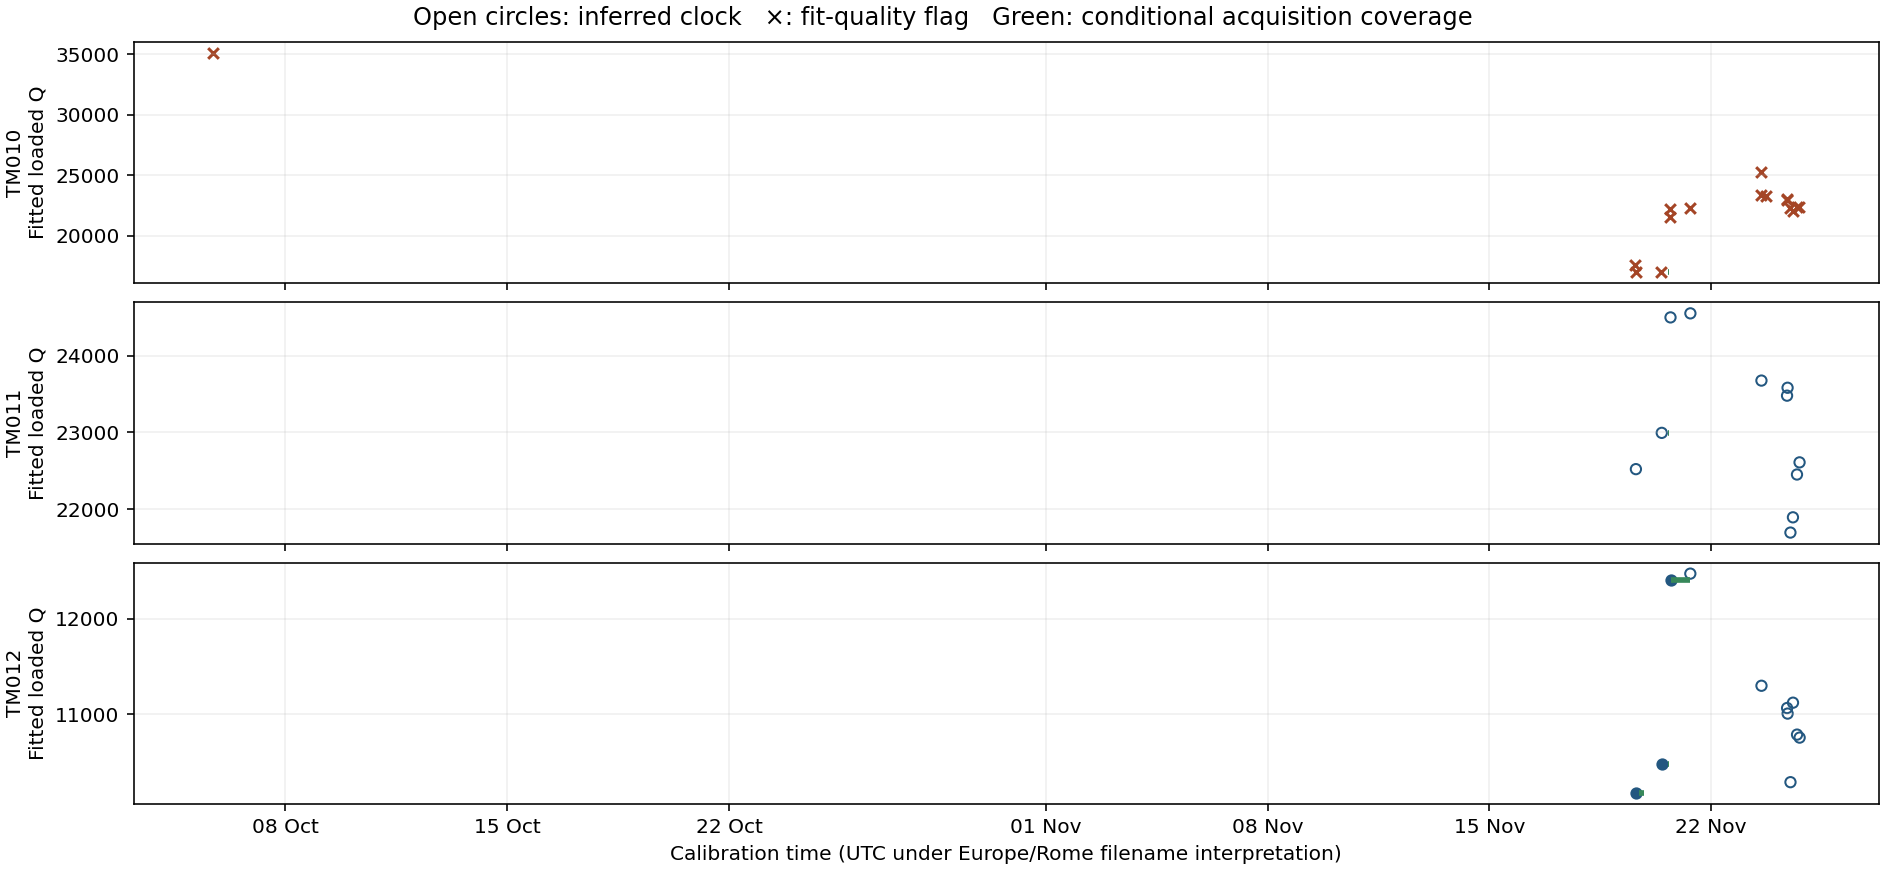 Open circles: inferred clock   ×: fit-quality flag   Green: conditional acquisition coverage
TM010
Fitted loaded Q
35000
30000
25000
20000
TM011
Fitted loaded Q
24000
23000
22000
TM012
Fitted loaded Q
12000
11000
08 Oct 15 Oct 22 Oct 01 Nov 08 Nov 15 Nov 22 Nov
Calibration time (UTC under Europe/Rome filename interpretation)